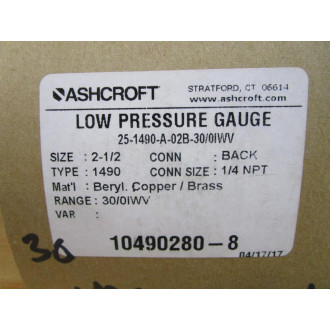 ASHCROFT
STRATFORD, CT 06614
www.ashcroft.com
LOW PRESSURE GAUGE
25-1490-A-02B-30/0IWV
SIZE : 2-1/2 CONN : BACK
TYPE : 1490 CONN SIZE : 1/4 NPT
Mat'l : Beryl. Copper / Brass
RANGE : 30/0IWV
VAR :
30
10490280-8
04/17/17